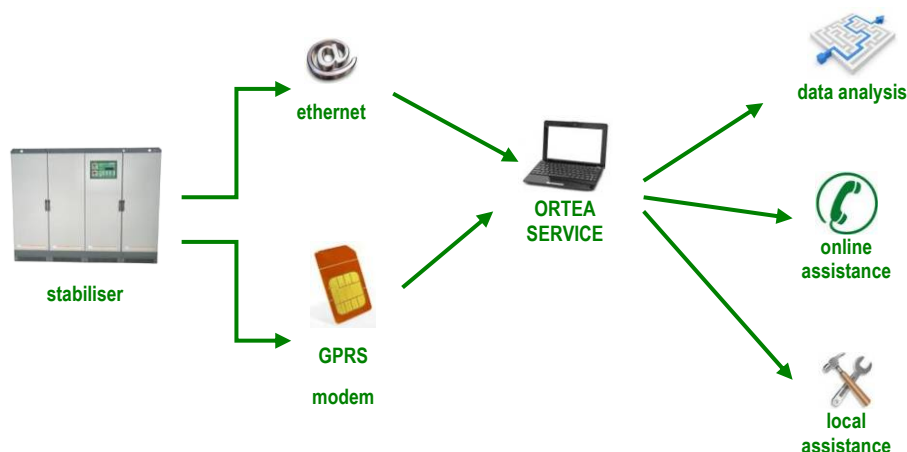 ethernet
data analysis
ORTEA
SERVICE
online
assistance
stabiliser
GPRS
modem
local
assistance